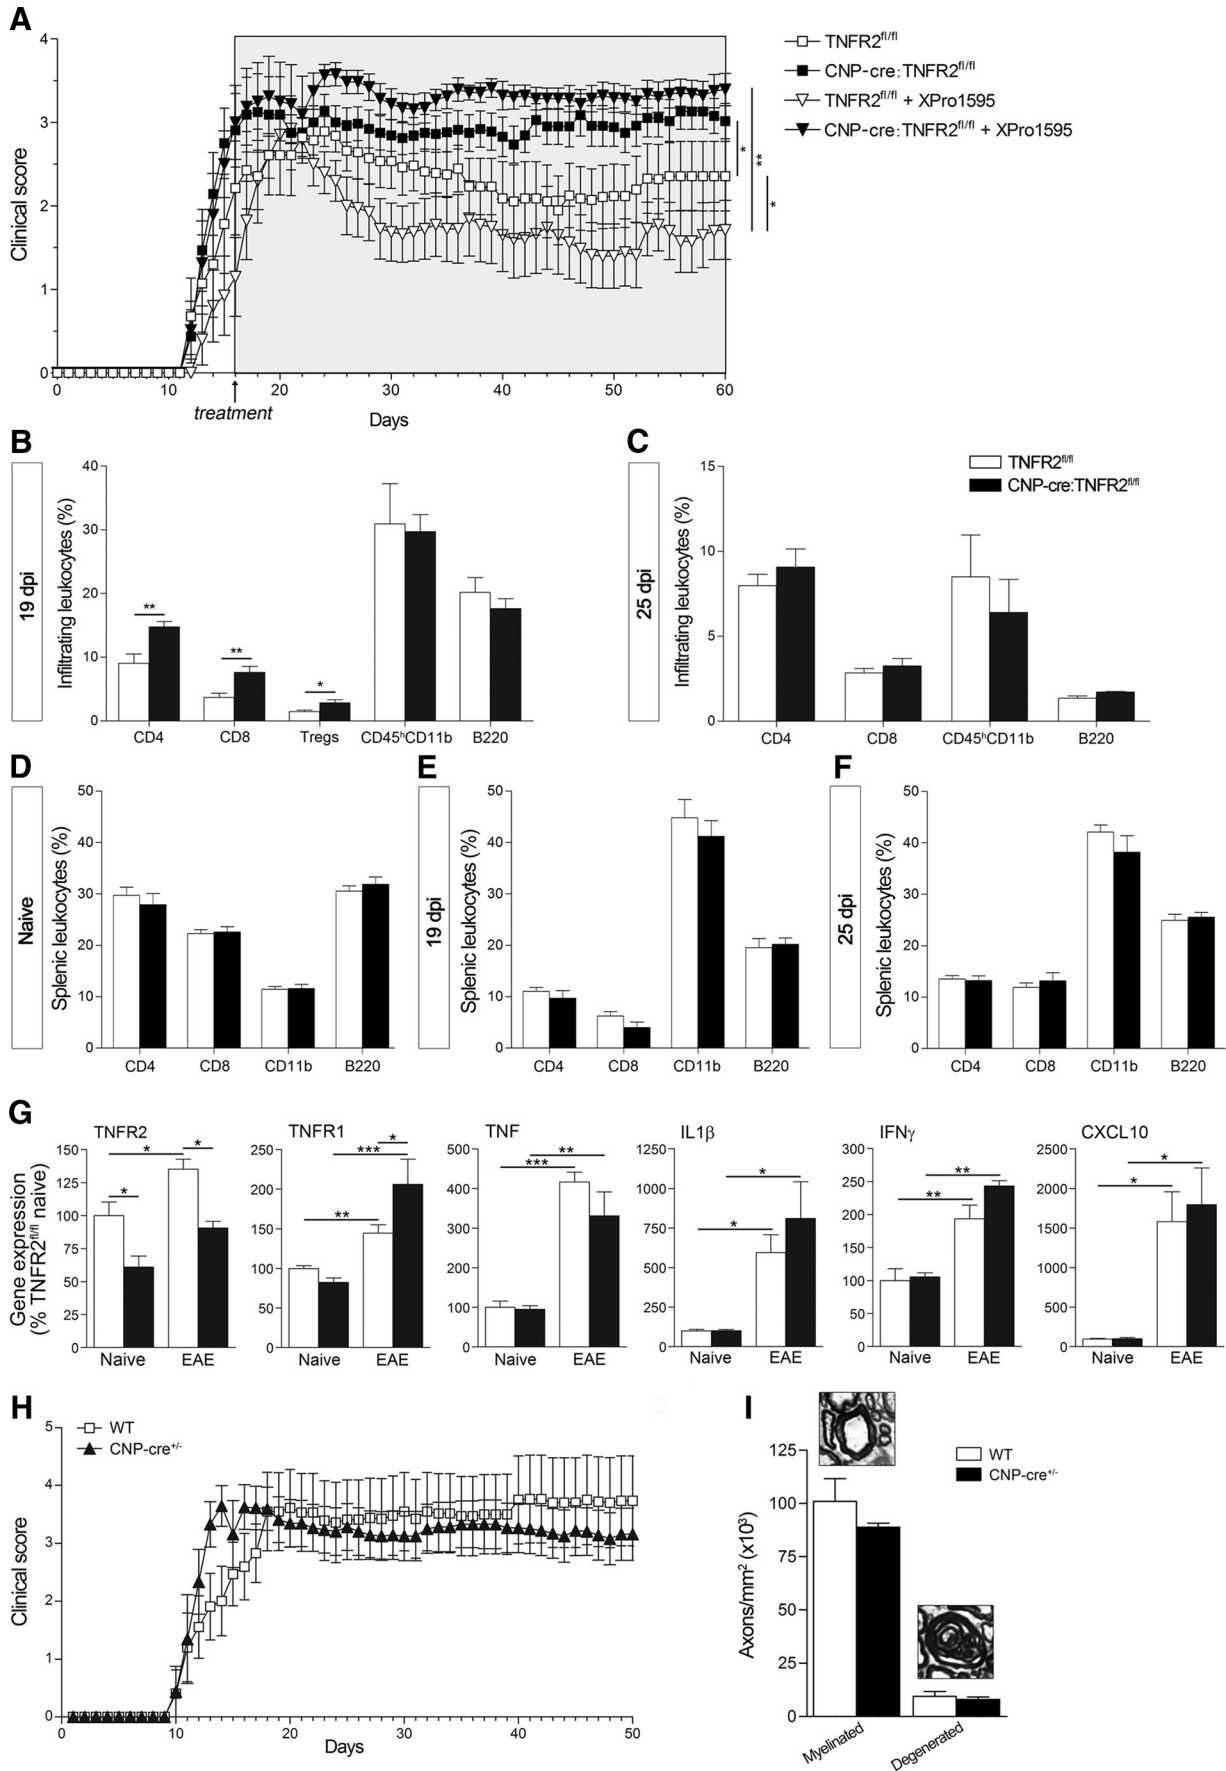 A
TNFR2fl/fl
CNP-cre:TNFR2fl/fl
TNFR2fl/fl + XPro1595
CNP-cre:TNFR2fl/fl + XPro1595
Clinical score
4
3
2
1
0
0 10 20 30 40 50 60
treatment
Days
*
**
*
B
19 dpi
Infiltrating leukocytes (%)
40
30
20
10
0
** ** *
CD4 CD8 Tregs CD45hCD11b B220
C
25 dpi
Infiltrating leukocytes (%)
TNFR2fl/fl
CNP-cre:TNFR2fl/fl
15
10
5
0
CD4 CD8 CD45hCD11b B220
D
Naive
Splenic leukocytes (%)
50
40
30
20
10
0
CD4 CD8 CD11b B220
E
19 dpi
Splenic leukocytes (%)
50
40
30
20
10
0
CD4 CD8 CD11b B220
F
25 dpi
Splenic leukocytes (%)
50
40
30
20
10
0
CD4 CD8 CD11b B220
G
Gene expression
(% TNFR2fl/fl naive)
TNFR2
150
125
100
75
50
25
0
* * *
Naive EAE
TNFR1
250
200
150
100
50
0
** *** *
Naive EAE
TNF
500
400
300
200
100
0
*** **
Naive EAE
IL1β
1250
1000
750
500
250
0
* *
Naive EAE
IFNγ
300
250
200
150
100
50
0
** **
Naive EAE
CXCL10
2500
2000
1500
1000
500
0
* *
Naive EAE
H
WT
CNP-cre+/-
Clinical score
5
4
3
2
1
0
0 10 20 30 40 50
Days
I
WT
CNP-cre+/-
Axons/mm2 (x103)
125
100
75
50
25
0
Myelinated Degenerated